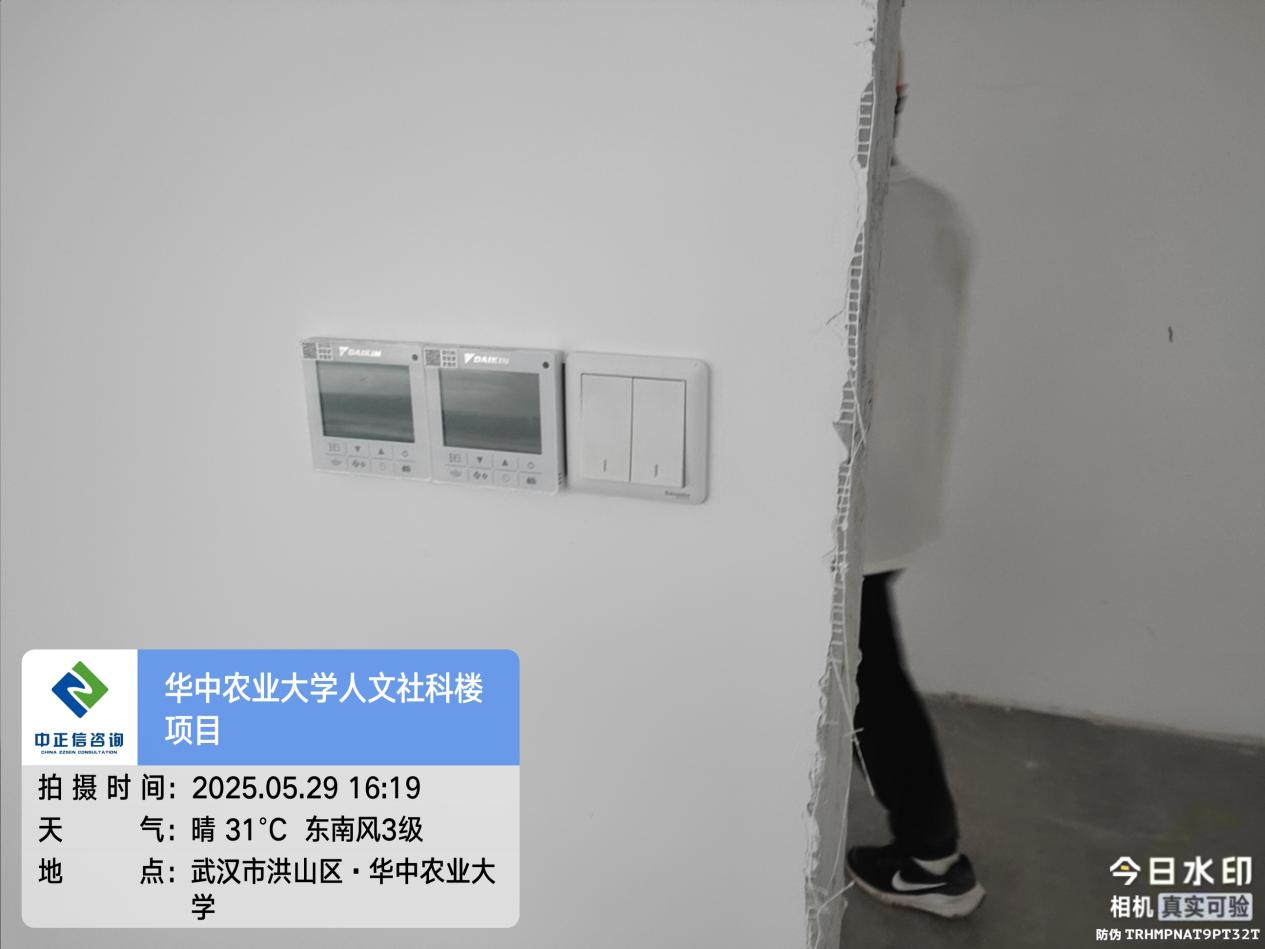 DAIKIN
DAIKIN
Schneider
华中农业大学人文社科楼
项目
中正信咨询
CHINA ZZSEN CONSULTATION
拍摄时间：2025.05.29 16:19
天气：晴 31°C 东南风3级
地点：武汉市洪山区·华中农业大
学
今日水印
相机 真实可验
防伪 TRHMPNAT9PT32T